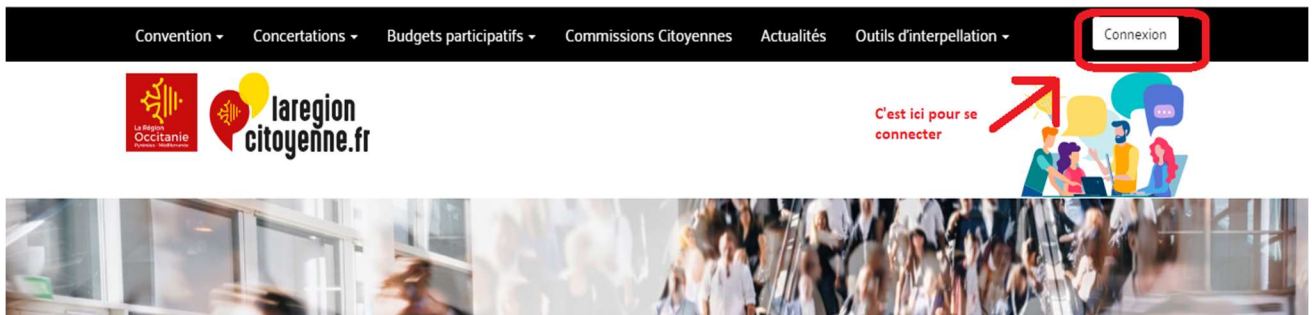 Convention
Concertations
Budgets participatifs
Commissions Citoyennes
Actualités
Outils d'interpellation
Connexion
La Région
Occitanie
Pyrénées - Méditerranée
laregion
citoyenne.fr
C'est ici pour se
connecter